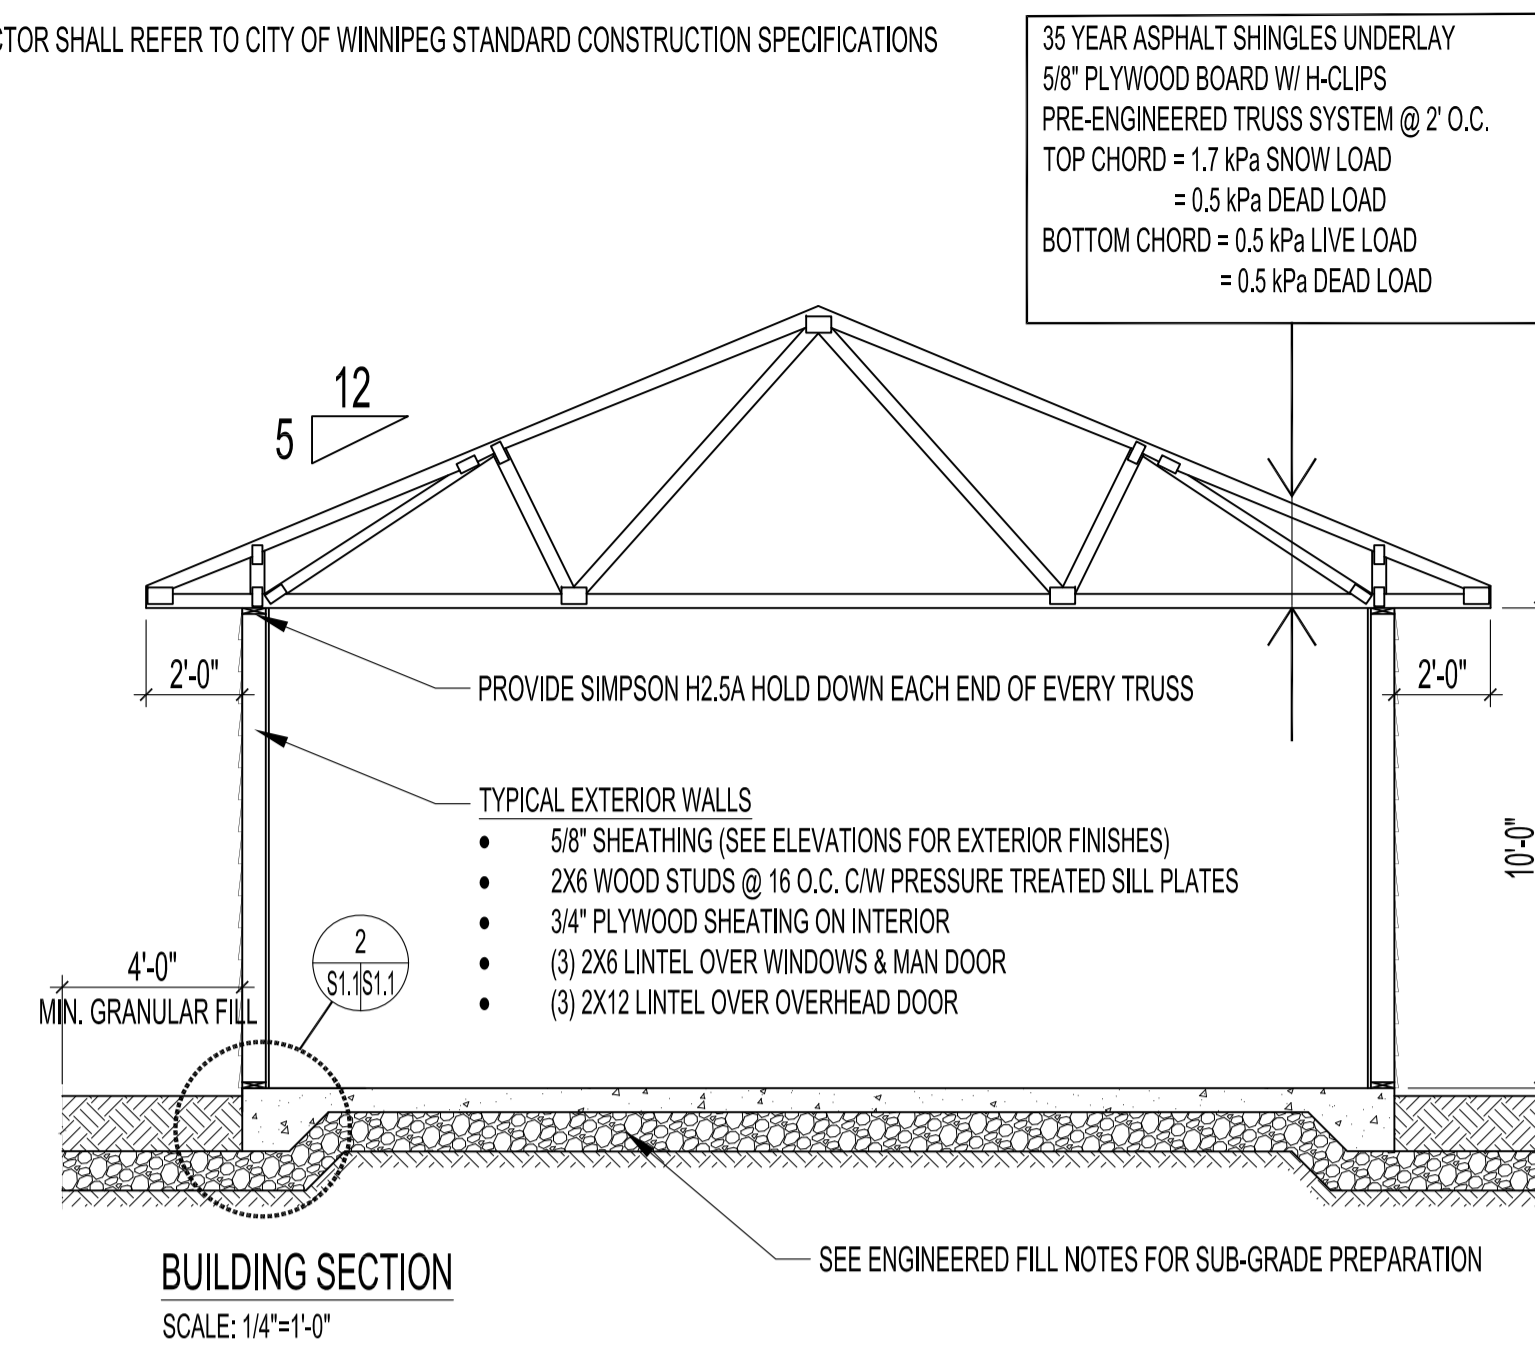 CTOR SHALL REFER TO CITY OF WINNIPEG STANDARD CONSTRUCTION SPECIFICATIONS
35 YEAR ASPHALT SHINGLES UNDERLAY
5/8" PLYWOOD BOARD W/ H-CLIPS
PRE-ENGINEERED TRUSS SYSTEM @ 2' O.C.
TOP CHORD = 1.7 kPa SNOW LOAD
= 0.5 kPa DEAD LOAD
BOTTOM CHORD = 0.5 kPa LIVE LOAD
= 0.5 kPa DEAD LOAD
12
5
2'-0"
PROVIDE SIMPSON H2.5A HOLD DOWN EACH END OF EVERY TRUSS
2'-0"
TYPICAL EXTERIOR WALLS
• 5/8" SHEATHING (SEE ELEVATIONS FOR EXTERIOR FINISHES)
• 2X6 WOOD STUDS @ 16 O.C. C/W PRESSURE TREATED SILL PLATES
• 3/4" PLYWOOD SHEATING ON INTERIOR
• (3) 2X6 LINTEL OVER WINDOWS & MAN DOOR
• (3) 2X12 LINTEL OVER OVERHEAD DOOR
10'-0"
2
S1.1 S1.1
4'-0"
MIN. GRANULAR FILL
SEE ENGINEERED FILL NOTES FOR SUB-GRADE PREPARATION
BUILDING SECTION
SCALE: 1/4"=1'-0"